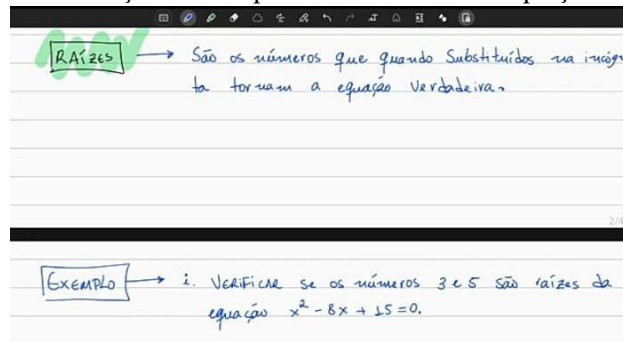 RAÍZES → São os números que quando Substituídos na incóg
ta tornam a equação Verdadeira.
2/4
EXEMPLO → i. VERIFICAR se os números 3 e 5 são raízes da
equação x² - 8x + 15 = 0.